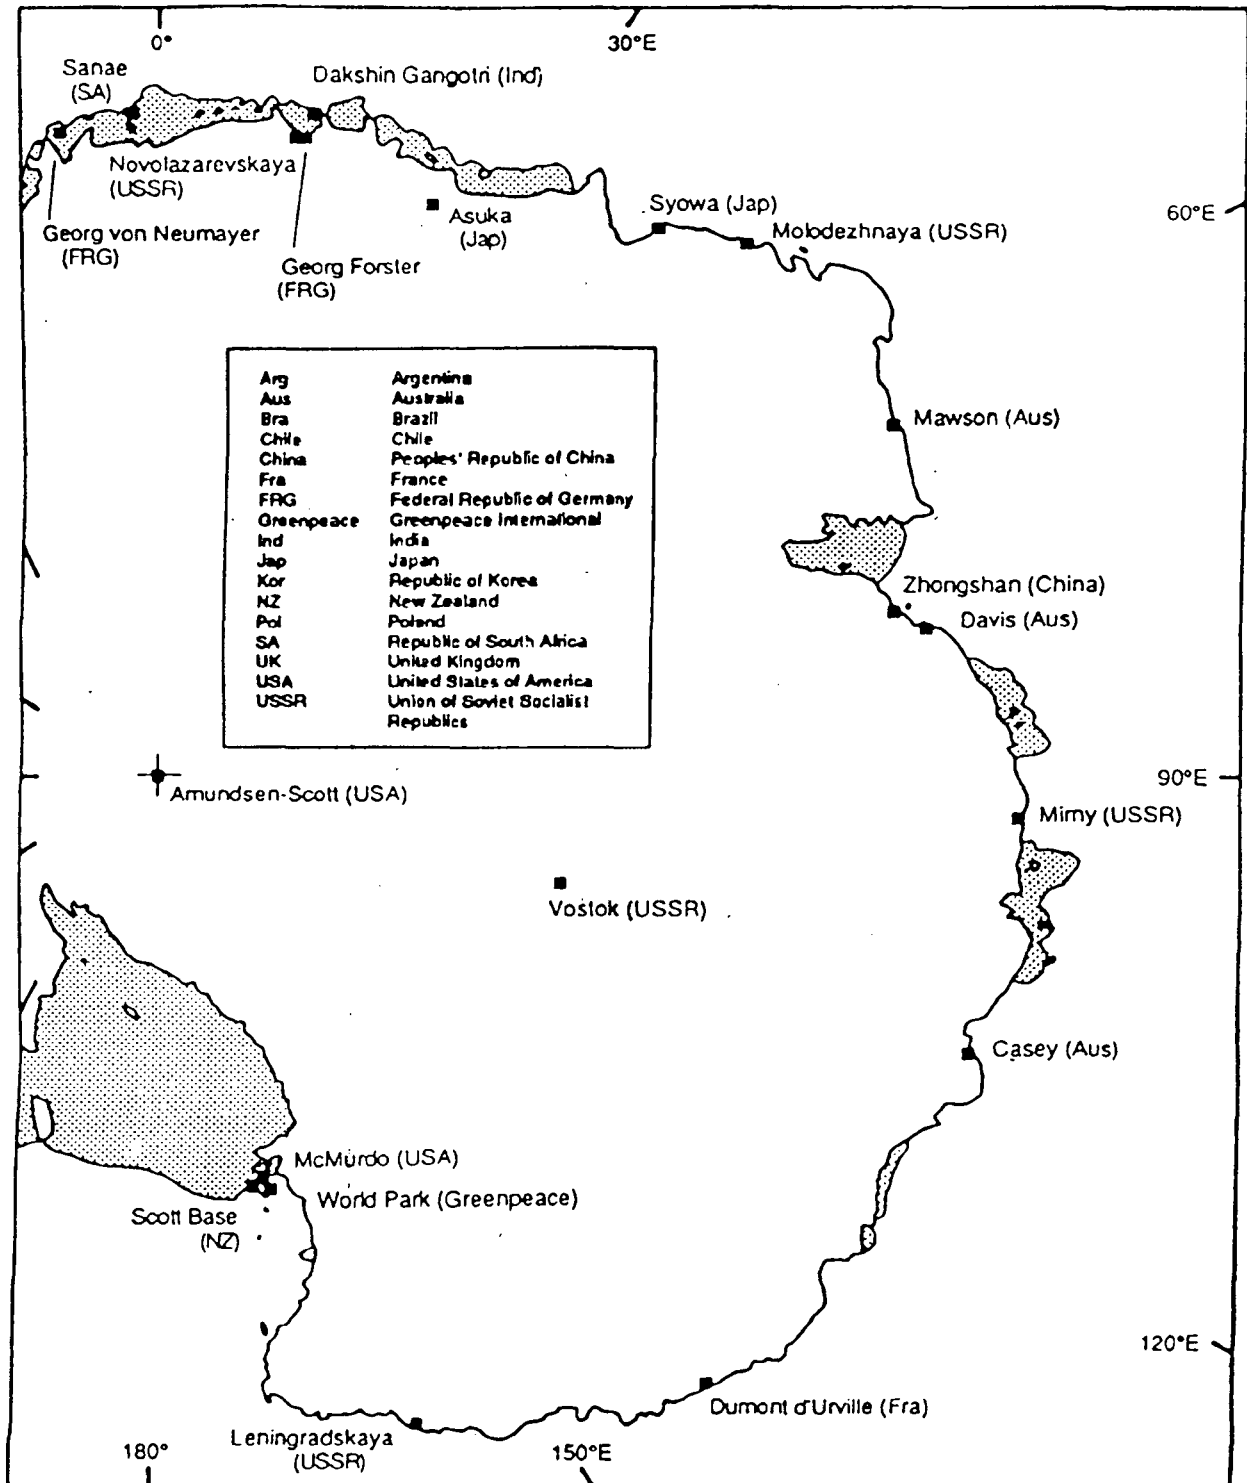 0°
30°E
Sanae
(SA)
Dakshin Gangotri (Ind)
Novolazarevskaya
(USSR)
Georg von Neumayer
(FRG)
Georg Forster
(FRG)
Asuka
(Jap)
Syowa (Jap)
Molodezhnaya (USSR)
60°E
Arg Argentina
Aus Australia
Bra Brazil
Chile Chile
China Peoples' Republic of China
Fra France
FRG Federal Republic of Germany
Greenpeace Greenpeace International
Ind India
Jap Japan
Kor Republic of Korea
NZ New Zealand
Pol Poland
SA Republic of South Africa
UK United Kingdom
USA United States of America
USSR Union of Soviet Socialist
Republics
Mawson (Aus)
Zhongshan (China)
Davis (Aus)
90°E
Amundsen-Scott (USA)
Mirny (USSR)
Vostok (USSR)
Casey (Aus)
McMurdo (USA)
World Park (Greenpeace)
Scott Base
(NZ)
120°E
Dumont d'Urville (Fra)
Leningradskaya
(USSR)
180°
150°E